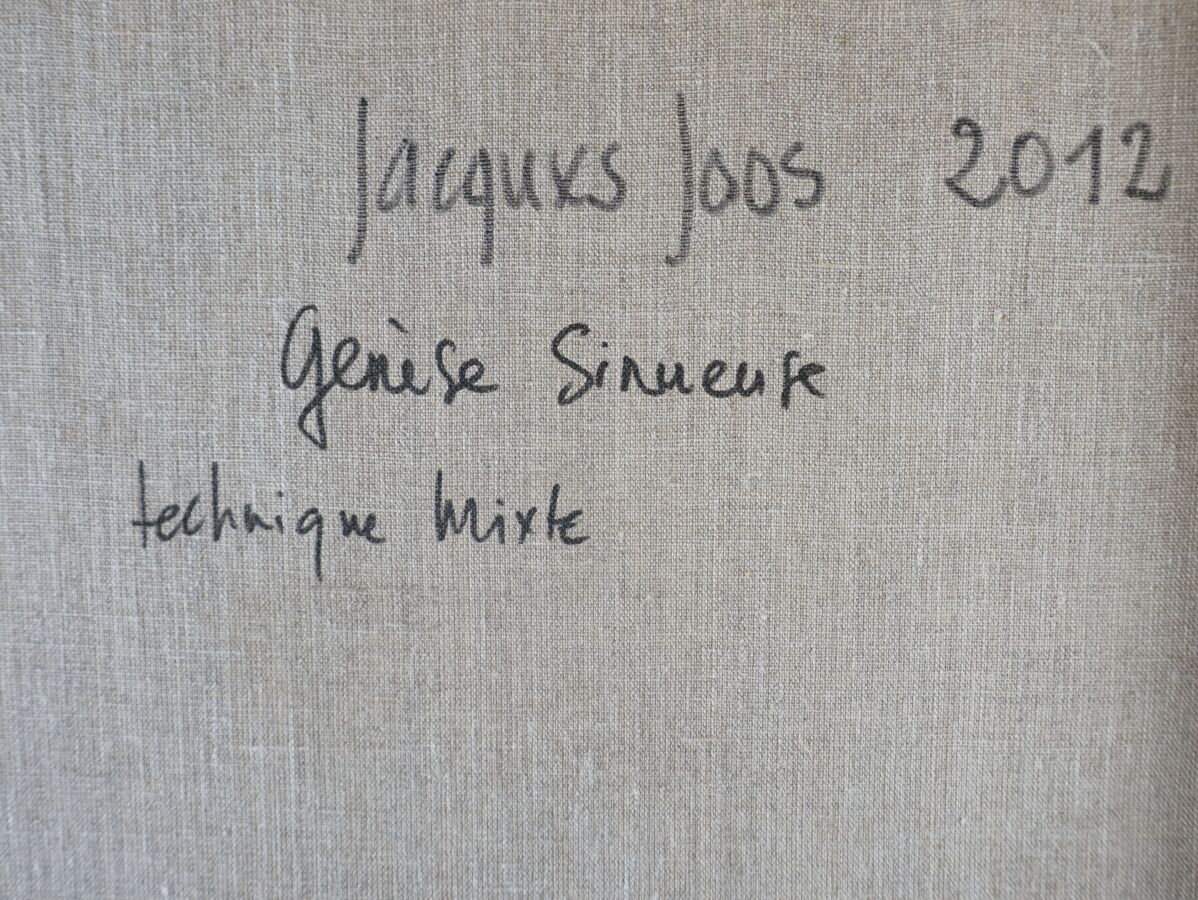 Jacques Joos 2012
Genèse Sinueuse
technique Mixte